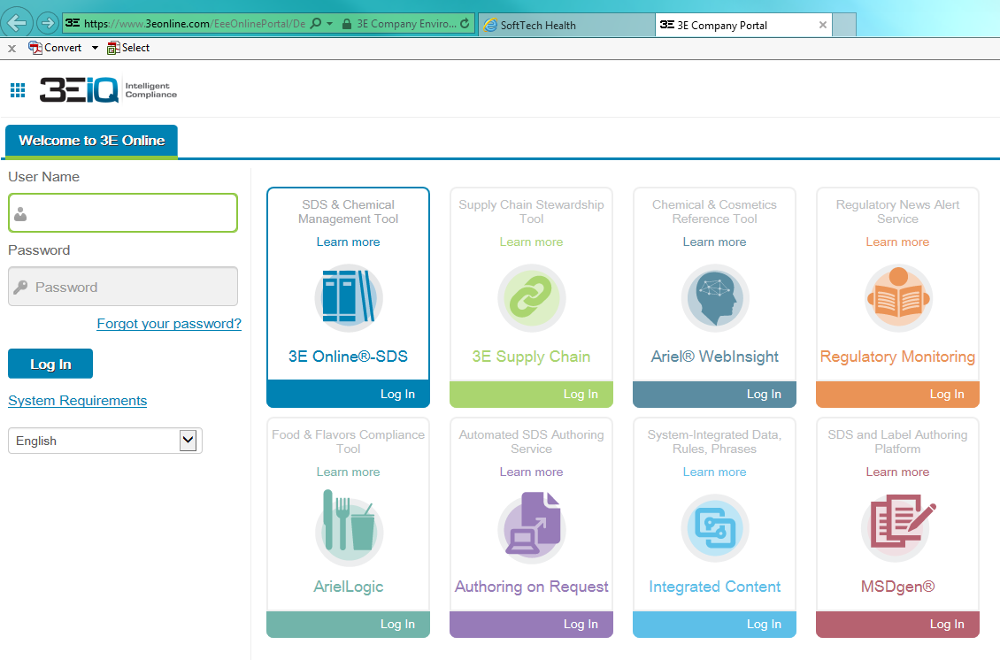 3E https://www.3eonline.com/EeeOnlinePortal/De
3E Company Enviro...
SoftTech Health
3E 3E Company Portal
x Convert Select
3EiQ Intelligent
Compliance
Welcome to 3E Online
User Name
Password
Password
Forgot your password?
Log In
System Requirements
English
SDS & Chemical
Management Tool
Learn more
3E Online®-SDS
Log In
Supply Chain Stewardship
Tool
Learn more
3E Supply Chain
Log In
Chemical & Cosmetics
Reference Tool
Learn more
Ariel® WebInsight
Log In
Regulatory News Alert
Service
Learn more
Regulatory Monitoring
Log In
Food & Flavors Compliance
Tool
Learn more
ArielLogic
Log In
Automated SDS Authoring
Service
Learn more
Authoring on Request
Log In
System-Integrated Data,
Rules, Phrases
Learn more
Integrated Content
Log In
SDS and Label Authoring
Platform
Learn more
MSDgen®
Log In